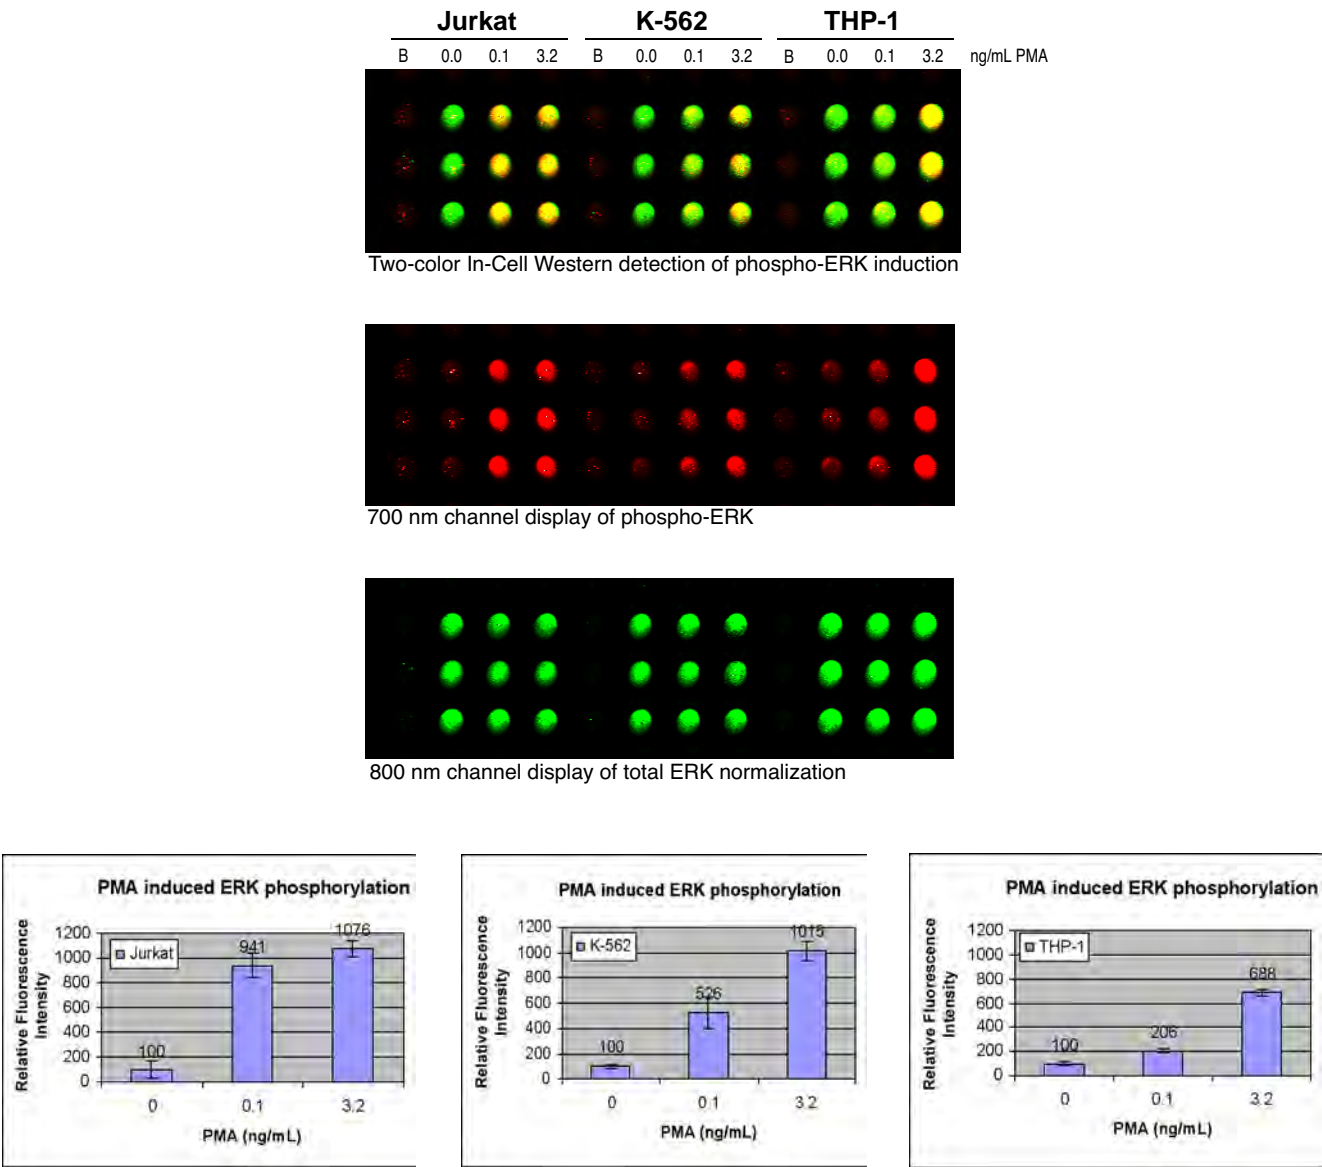 Jurkat K-562 THP-1
B 0.0 0.1 3.2 B 0.0 0.1 3.2 B 0.0 0.1 3.2 ng/mL PMA
Two-color In-Cell Western detection of phospho-ERK induction
700 nm channel display of phospho-ERK
800 nm channel display of total ERK normalization
PMA induced ERK phosphorylation
Relative Fluorescence
Intensity
1200
1000
800
600
400
200
0
Jurkat
100
941
1076
0 0.1 3.2
PMA (ng/mL)
PMA induced ERK phosphorylation
Relative Fluorescence
Intensity
1200
1000
800
600
400
200
0
K-562
100
526
1015
0 0.1 3.2
PMA (ng/mL)
PMA induced ERK phosphorylation
Relative Fluorescence
Intensity
1200
1000
800
600
400
200
0
THP-1
100
206
688
0 0.1 3.2
PMA (ng/mL)